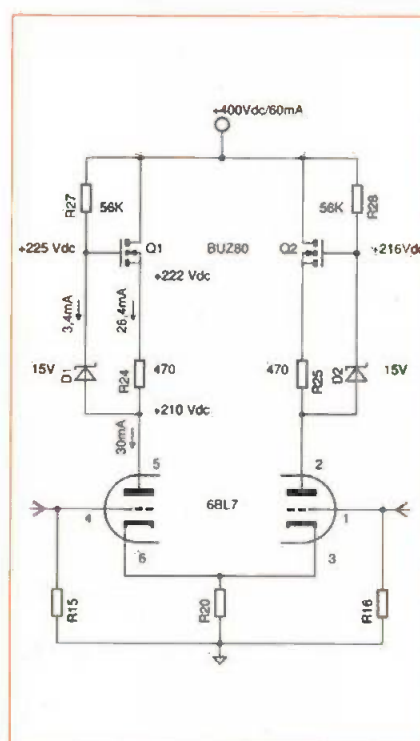 +400Vdc/60mA
R27
56K
56K
R28
+225 Vdc
Q1
BUZ80
Q2
+216Vdc
+222 Vdc
3,4mA
26,4mA
15V
D1
R24
470
470
R25
D2
15V
+210 Vdc
30mA
5
2
4
6BL7
1
6
3
R15
R20
R16